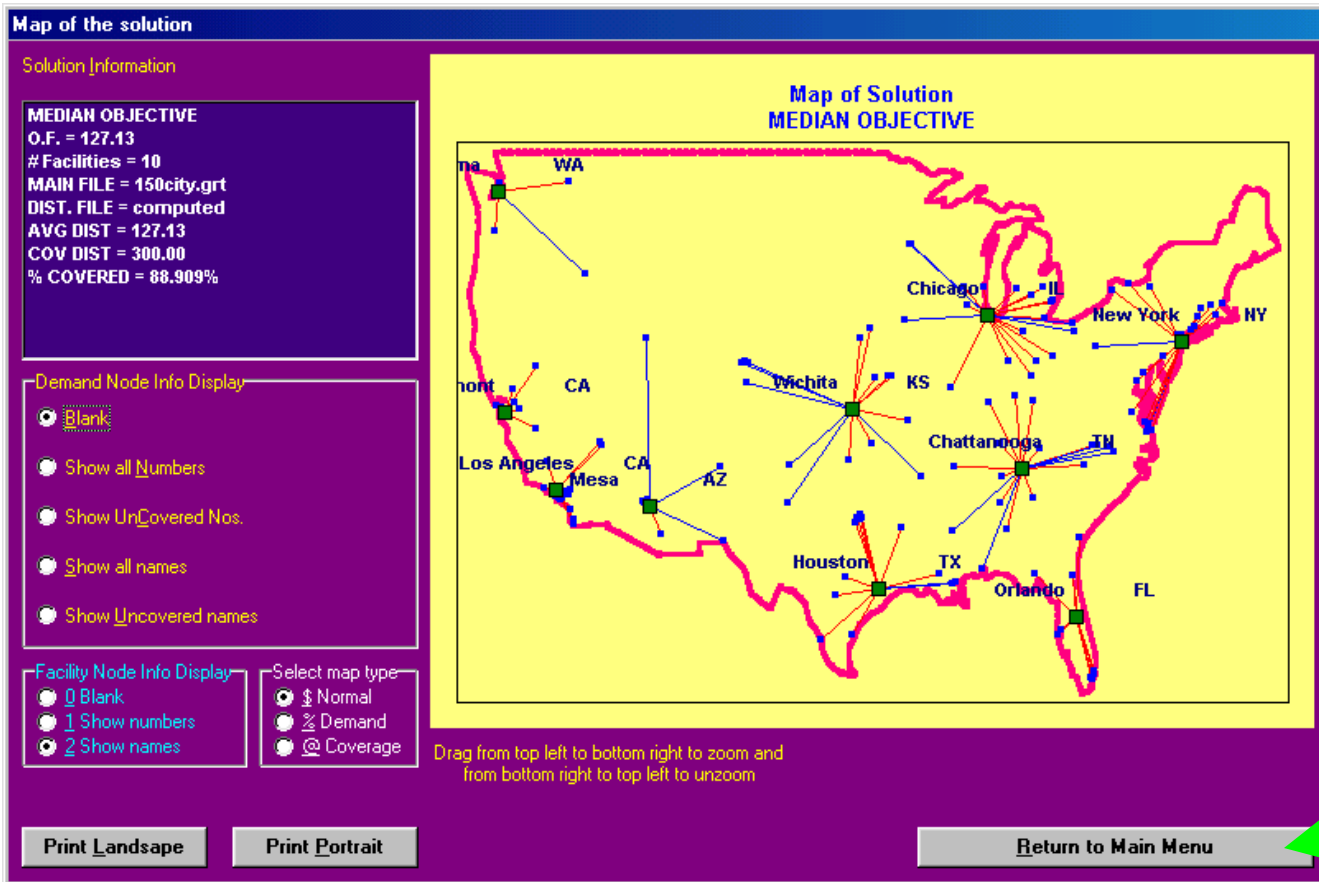 Map of the solution
Solution Information
MEDIAN OBJECTIVE
O.F. = 127.13
# Facilities = 10
MAIN FILE = 150city.grt
DIST. FILE = computed
AVG DIST = 127.13
COV DIST = 300.00
% COVERED = 88.909%
Demand Node Info Display
Blank
Show all Numbers
Show UnCovered Nos.
Show all names
Show Uncovered names
Facility Node Info Display
0 Blank
1 Show numbers
2 Show names
Select map type
$ Normal
% Demand
@ Coverage
Map of Solution
MEDIAN OBJECTIVE
na WA
Chicago IL
New York NY
mont CA
Wichita KS
Chattanooga TN
Los Angeles CA
Mesa AZ
Houston TX
Orlando FL
Drag from top left to bottom right to zoom and
from bottom right to top left to unzoom
Print Landsape
Print Portrait
Return to Main Menu